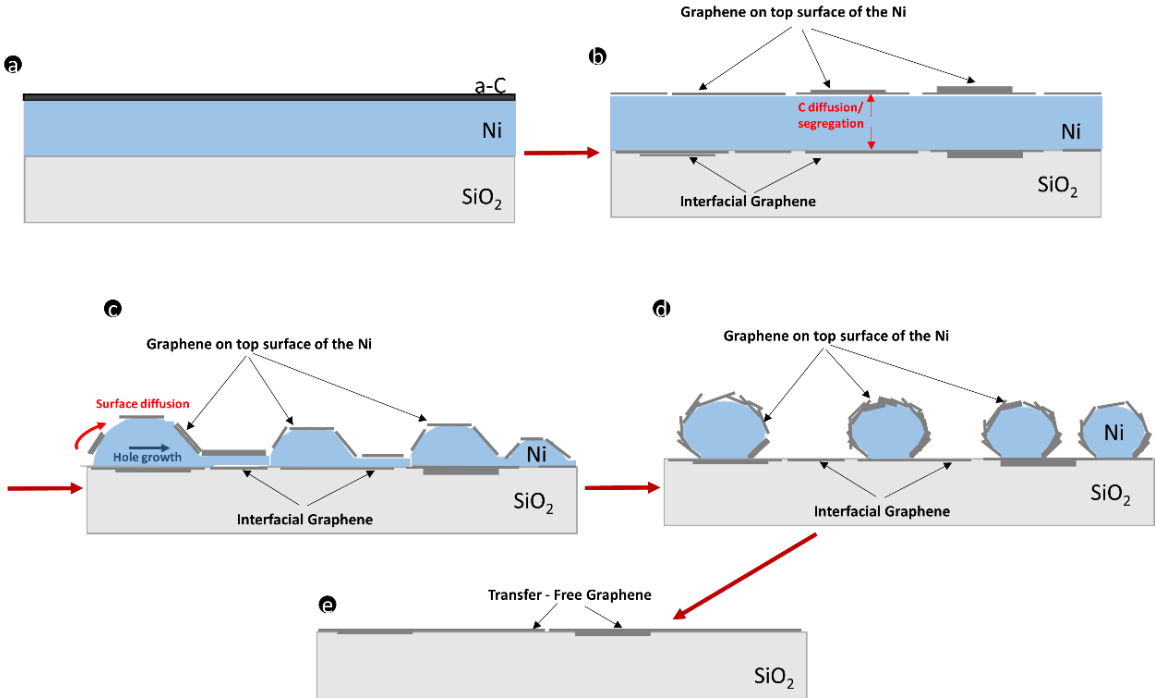 Graphene on top surface of the Ni
a
b
a-C
C diffusion/
segregation
Ni
Ni
SiO2
SiO2
Interfacial Graphene
c
d
Graphene on top surface of the Ni
Graphene on top surface of the Ni
Surface diffusion
Hole growth
Ni
Ni
SiO2
SiO2
Interfacial Graphene
Interfacial Graphene
e
Transfer - Free Graphene
SiO2